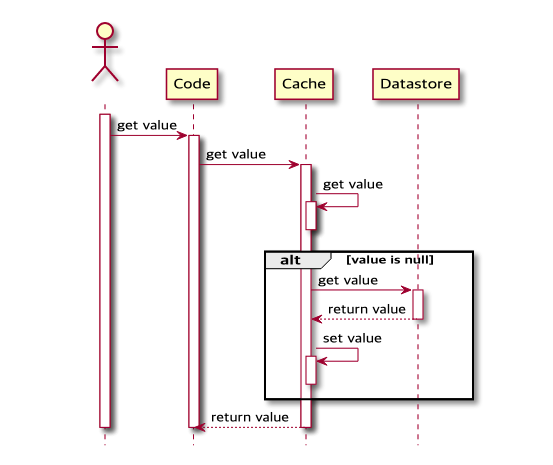 Code
Cache
Datastore
get value
get value
get value
alt
[value is null]
get value
return value
set value
return value